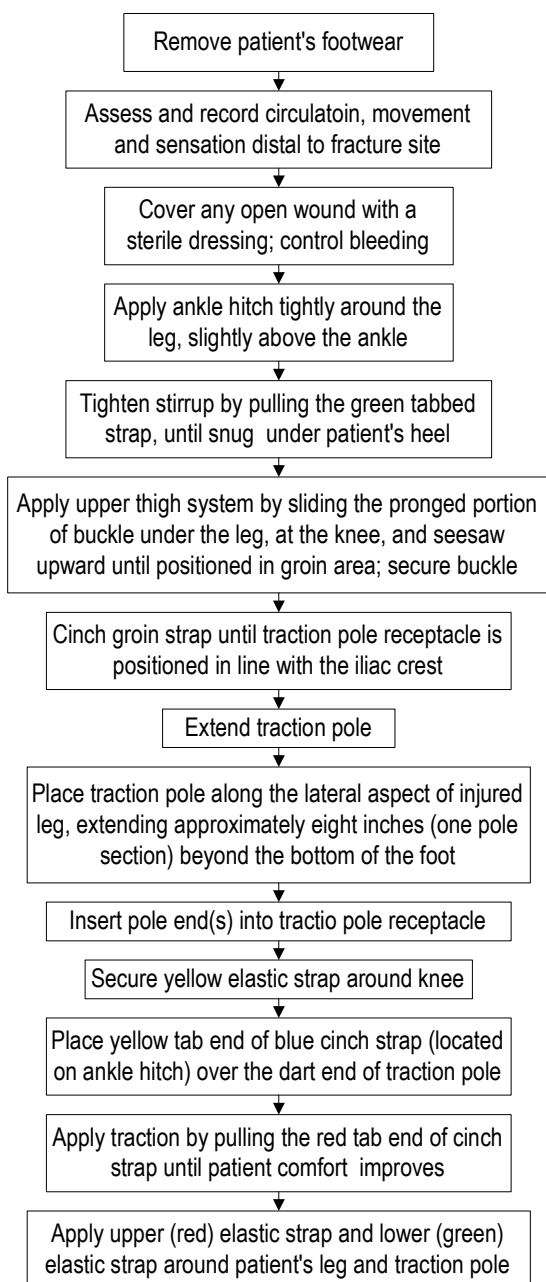 Remove patient's footwear
Assess and record circulatoin, movement
and sensation distal to fracture site
Cover any open wound with a
sterile dressing; control bleeding
Apply ankle hitch tightly around the
leg, slightly above the ankle
Tighten stirrup by pulling the green tabbed
strap, until snug under patient's heel
Apply upper thigh system by sliding the pronged portion
of buckle under the leg, at the knee, and seesaw
upward until positioned in groin area; secure buckle
Cinch groin strap until traction pole receptacle is
positioned in line with the iliac crest
Extend traction pole
Place traction pole along the lateral aspect of injured
leg, extending approximately eight inches (one pole
section) beyond the bottom of the foot
Insert pole end(s) into tractio pole receptacle
Secure yellow elastic strap around knee
Place yellow tab end of blue cinch strap (located
on ankle hitch) over the dart end of traction pole
Apply traction by pulling the red tab end of cinch
strap until patient comfort improves
Apply upper (red) elastic strap and lower (green)
elastic strap around patient's leg and traction pole